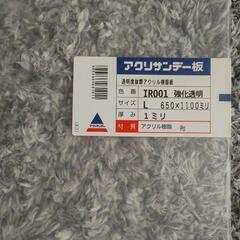 アクリサンデー板
透明度抜群アクリル樹脂板
色番 IR001 強化透明
サイズ L 650×1100ミリ
厚み 1ミリ
材質 アクリル樹脂